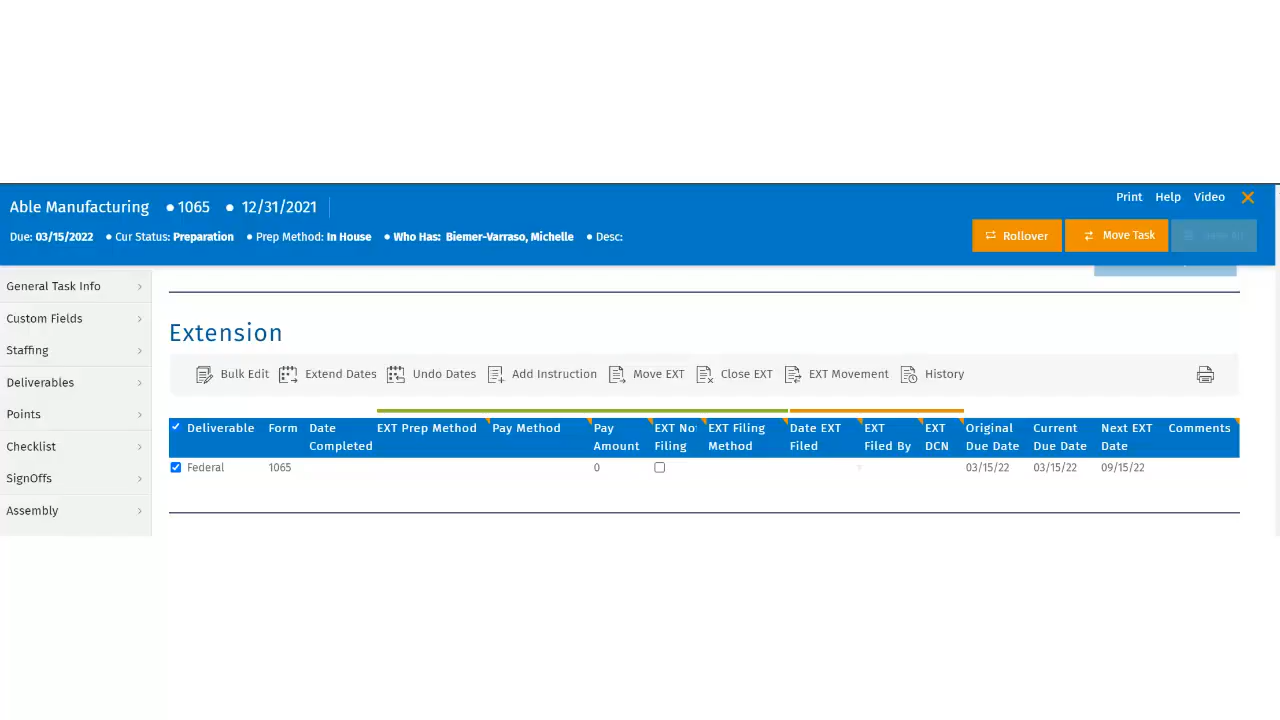 Print Help Video
Able Manufacturing • 1065 • 12/31/2021
Due: 03/15/2022 • Cur Status: Preparation • Prep Method: In House • Who Has: Biemer-Varraso, Michelle • Desc:
Rollover Move Task
General Task Info
Custom Fields
Staffing
Deliverables
Points
Checklist
SignOffs
Assembly
Extension
Bulk Edit Extend Dates Undo Dates Add Instruction Move EXT Close EXT EXT Movement History
Deliverable Form Date EXT Prep Method Pay Method Pay EXT No EXT Filing Date EXT EXT EXT Original Current Next EXT Comments
Completed Amount Filing Method Filed Filed By DCN Due Date Due Date Date
Federal 1065 0 03/15/22 03/15/22 09/15/22